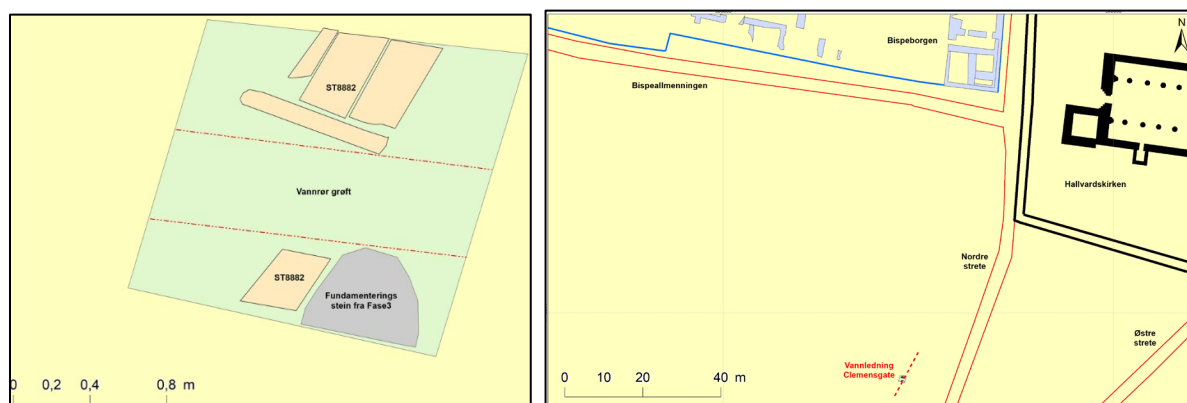 ST8882
Vannrør grøft
ST8882
Fundamenterings
stein fra Fase3
0 0,2 0,4 0,8 m
N
Bispeborgen
Bispeallmenningen
Hallvardskirken
Nordre
strete
Østre
strete
Vannledning
Clemensgate
0 10 20 40 m